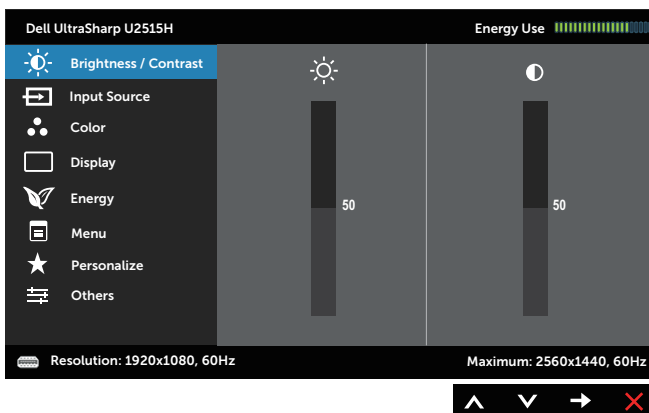 Dell UltraSharp U2515H
Energy Use
Brightness / Contrast
Input Source
Color
Display
Energy
Menu
Personalize
Others
50
50
Resolution: 1920x1080, 60Hz
Maximum: 2560x1440, 60Hz